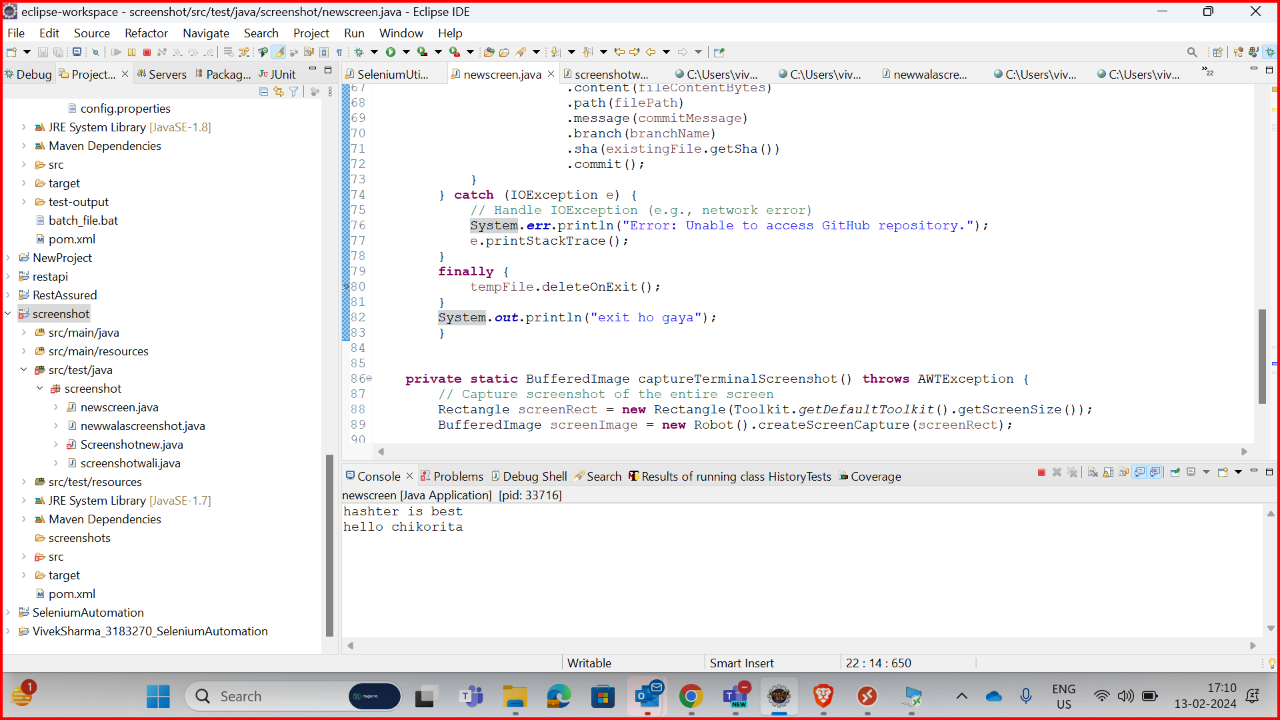 eclipse-workspace - screenshot/src/test/java/screenshot/newscreen.java - Eclipse IDE
File Edit Source Refactor Navigate Search Project Run Window Help
Debug Project... Servers Packag... JUnit
SeleniumUti... newscreen.java screenshotw... C:\Users\viv... C:\Users\viv... newwalascre... C:\Users\viv... C:\Users\viv... »22
config.properties
JRE System Library [JavaSE-1.8]
Maven Dependencies
src
target
test-output
batch_file.bat
pom.xml
NewProject
restapi
RestAssured
screenshot
src/main/java
src/main/resources
src/test/java
screenshot
newscreen.java
newwalascreenshot.java
Screenshotnew.java
screenshotwali.java
src/test/resources
JRE System Library [JavaSE-1.7]
Maven Dependencies
screenshots
src
target
pom.xml
SeleniumAutomation
VivekSharma_3183270_SeleniumAutomation
67 .content(fileContentBytes)
68 .path(filePath)
69 .message(commitMessage)
70 .branch(branchName)
71 .sha(existingFile.getSha())
72 .commit();
73 }
74 } catch (IOException e) {
75 // Handle IOException (e.g., network error)
76 System.err.println("Error: Unable to access GitHub repository.");
77 e.printStackTrace();
78 }
79 finally {
80 tempFile.deleteOnExit();
81 }
82 System.out.println("exit ho gaya");
83 }
84
85
86 private static BufferedImage captureTerminalScreenshot() throws AWTException {
87 // Capture screenshot of the entire screen
88 Rectangle screenRect = new Rectangle(Toolkit.getDefaultToolkit().getScreenSize());
89 BufferedImage screenImage = new Robot().createScreenCapture(screenRect);
90
Console Problems Debug Shell Search Results of running class HistoryTests Coverage
newscreen [Java Application] [pid: 33716]
hashter is best
hello chikorita
Writable Smart Insert 22 : 14 : 650
1 Search NEW ENG US 17:10 13-02-2024